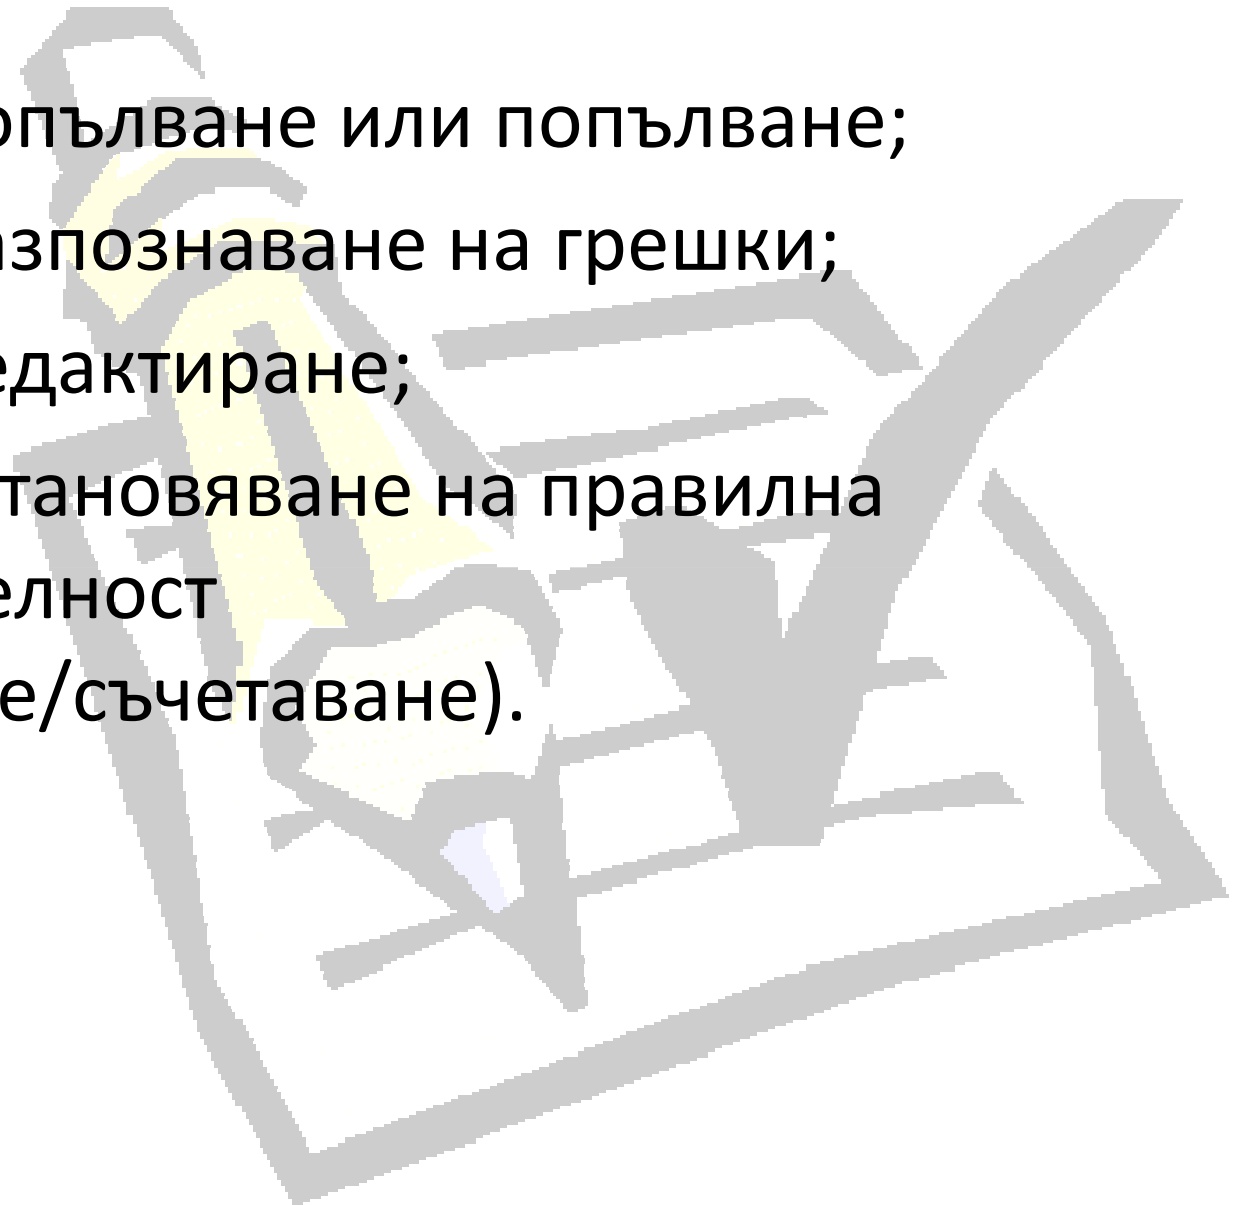 опълване или попълване;
азпознаване на грешки;
едактиране;
тановяване на правилна
елност
е/съчетаване).